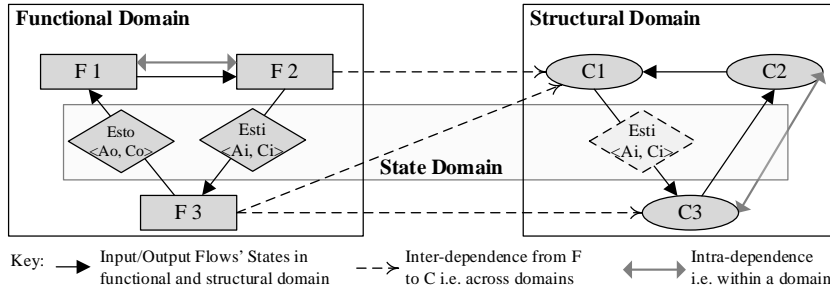 Functional Domain
Structural Domain
F 1
F 2
C1
C2
Esto
<Ao, Co>
Esti
<Ai, Ci>
Esti
<Ai, Ci>
State Domain
F 3
C3
Key:
Input/Output Flows' States in
functional and structural domain
Inter-dependence from F
to C i.e. across domains
Intra-dependence
i.e. within a domain